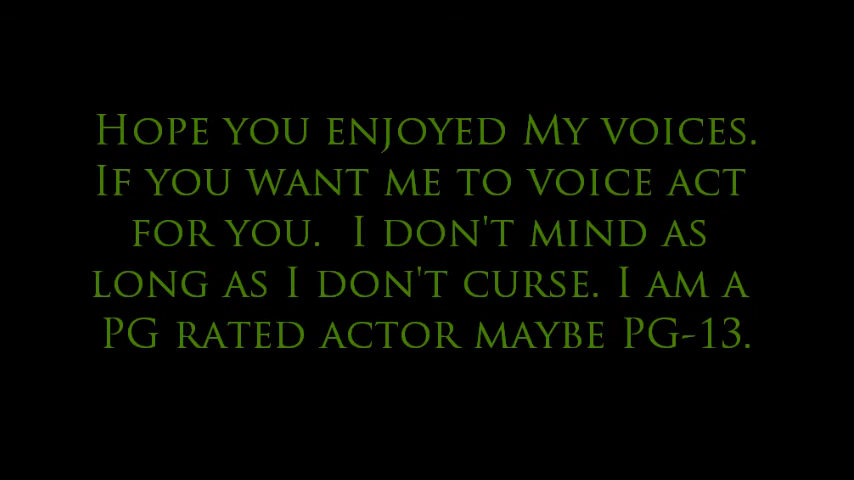 Hope you enjoyed My voices.
If you want me to voice act
for you.  I don't mind as
long as I don't curse. I am a
PG rated actor maybe PG-13.